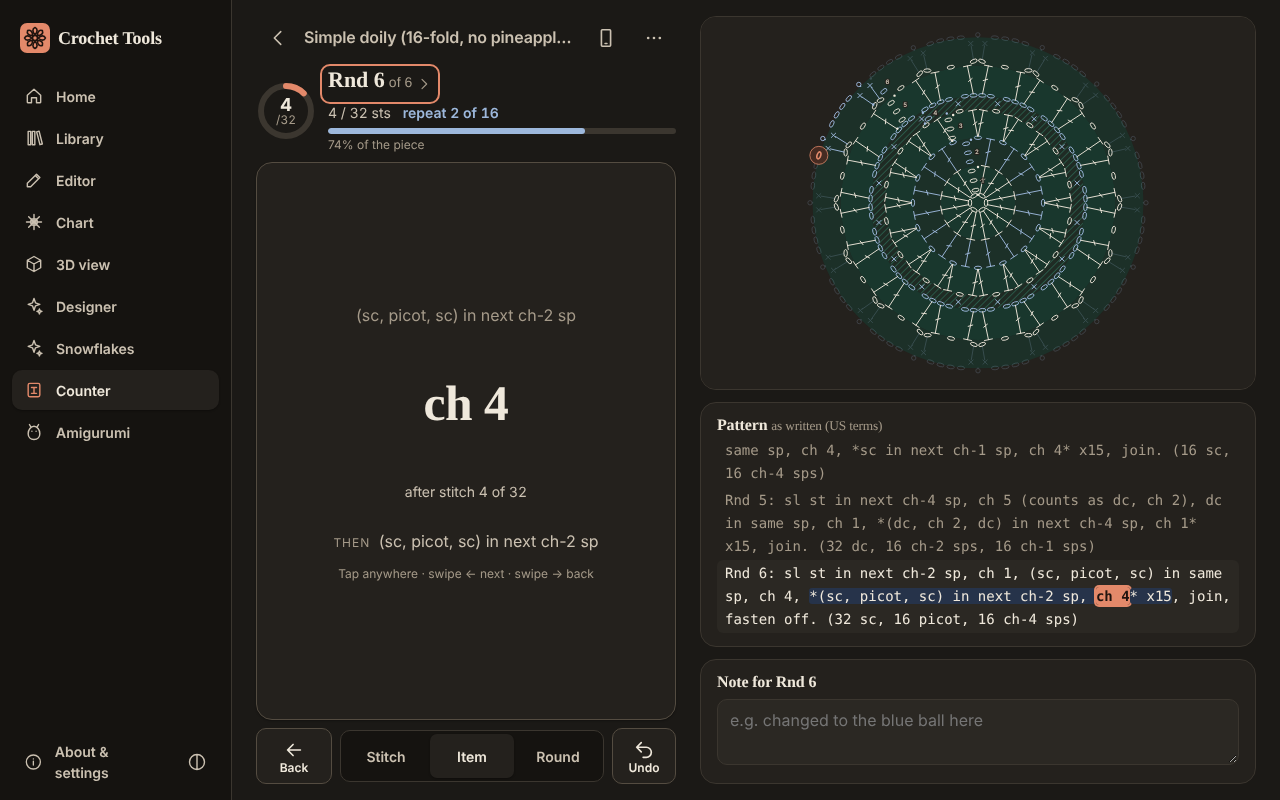 Crochet Tools
Home
Library
Editor
Chart
3D view
Designer
Snowflakes
Counter
Amigurumi
About &
settings
Simple doily (16-fold, no pineappl...
4
/32
Rnd 6 of 6
4 / 32 sts repeat 2 of 16
74% of the piece
(sc, picot, sc) in next ch-2 sp
ch 4
after stitch 4 of 32
THEN (sc, picot, sc) in next ch-2 sp
Tap anywhere · swipe ← next · swipe → back
Back
Stitch
Item
Round
Undo
6
5
4
3
2
Pattern as written (US terms)
same sp, ch 4, *sc in next ch-1 sp, ch 4* x15, join. (16 sc,
16 ch-4 sps)
Rnd 5: sl st in next ch-4 sp, ch 5 (counts as dc, ch 2), dc
in same sp, ch 1, *(dc, ch 2, dc) in next ch-4 sp, ch 1*
x15, join. (32 dc, 16 ch-2 sps, 16 ch-1 sps)
Rnd 6: sl st in next ch-2 sp, ch 1, (sc, picot, sc) in same
sp, ch 4, *(sc, picot, sc) in next ch-2 sp, ch 4* x15, join,
fasten off. (32 sc, 16 picot, 16 ch-4 sps)
Note for Rnd 6
e.g. changed to the blue ball here